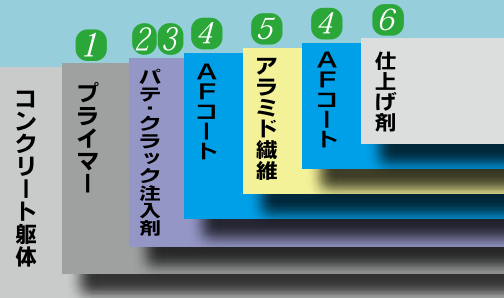 1
2 3
4
5
4
6
コンクリート躯体
プライマー
パテ・クラック注入剤
AFコート
アラミド繊維
AFコート
仕上げ剤